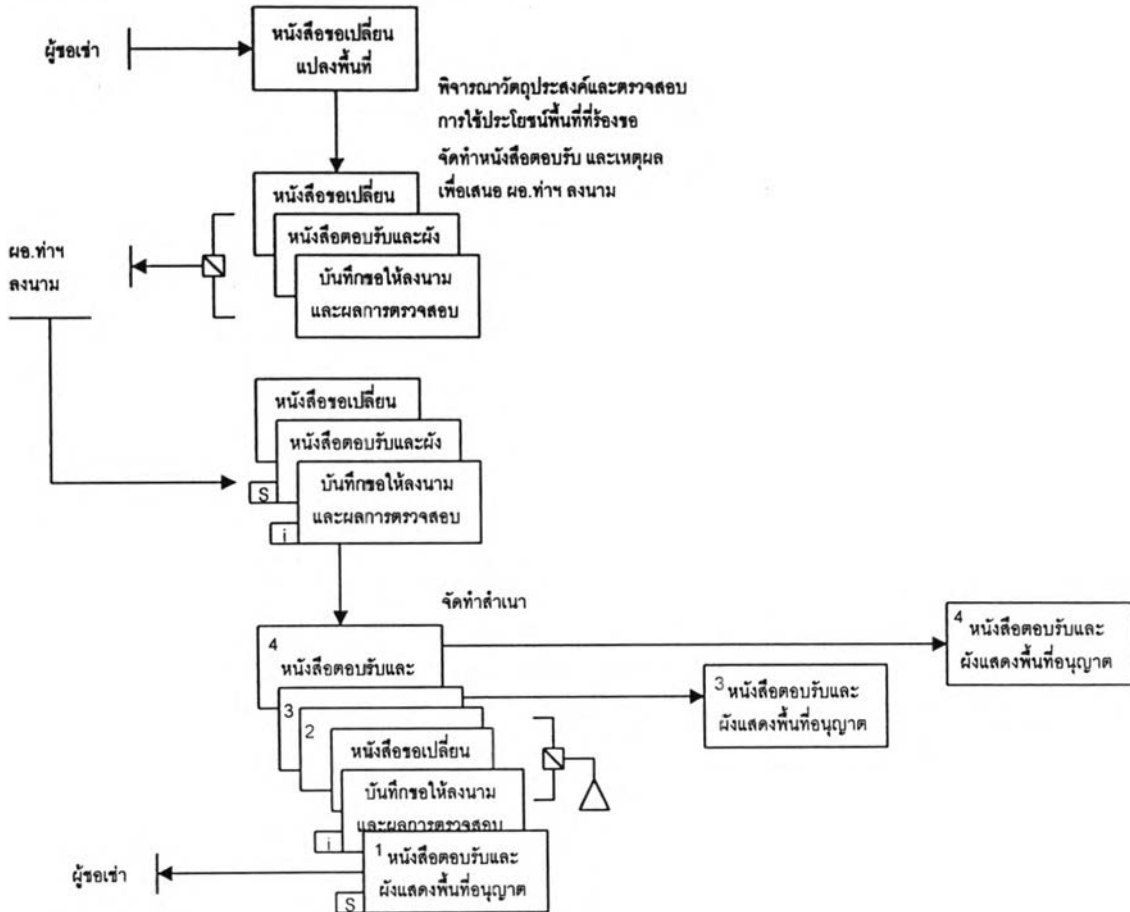 ผู้ขอเช่า
หนังสือขอเปลี่ยน
แปลงพื้นที่
พิจารณาวัตถุประสงค์และตรวจสอบ
การใช้ประโยชน์พื้นที่ที่ร้องขอ
จัดทำหนังสือตอบรับ และเหตุผล
เพื่อเสนอ ผอ.ท่าฯ ลงนาม
หนังสือขอเปลี่ยน
หนังสือตอบรับและผัง
บันทึกขอให้ลงนาม
และผลการตรวจสอบ
ผอ.ท่าฯ
ลงนาม
หนังสือขอเปลี่ยน
หนังสือตอบรับและผัง
S
บันทึกขอให้ลงนาม
และผลการตรวจสอบ
i
จัดทำสำเนา
4
หนังสือตอบรับและ
4 หนังสือตอบรับและ
ผังแสดงพื้นที่อนุญาต
3
3 หนังสือตอบรับและ
ผังแสดงพื้นที่อนุญาต
2
หนังสือขอเปลี่ยน
บันทึกขอให้ลงนาม
และผลการตรวจสอบ
i
1 หนังสือตอบรับและ
ผังแสดงพื้นที่อนุญาต
S
ผู้ขอเช่า